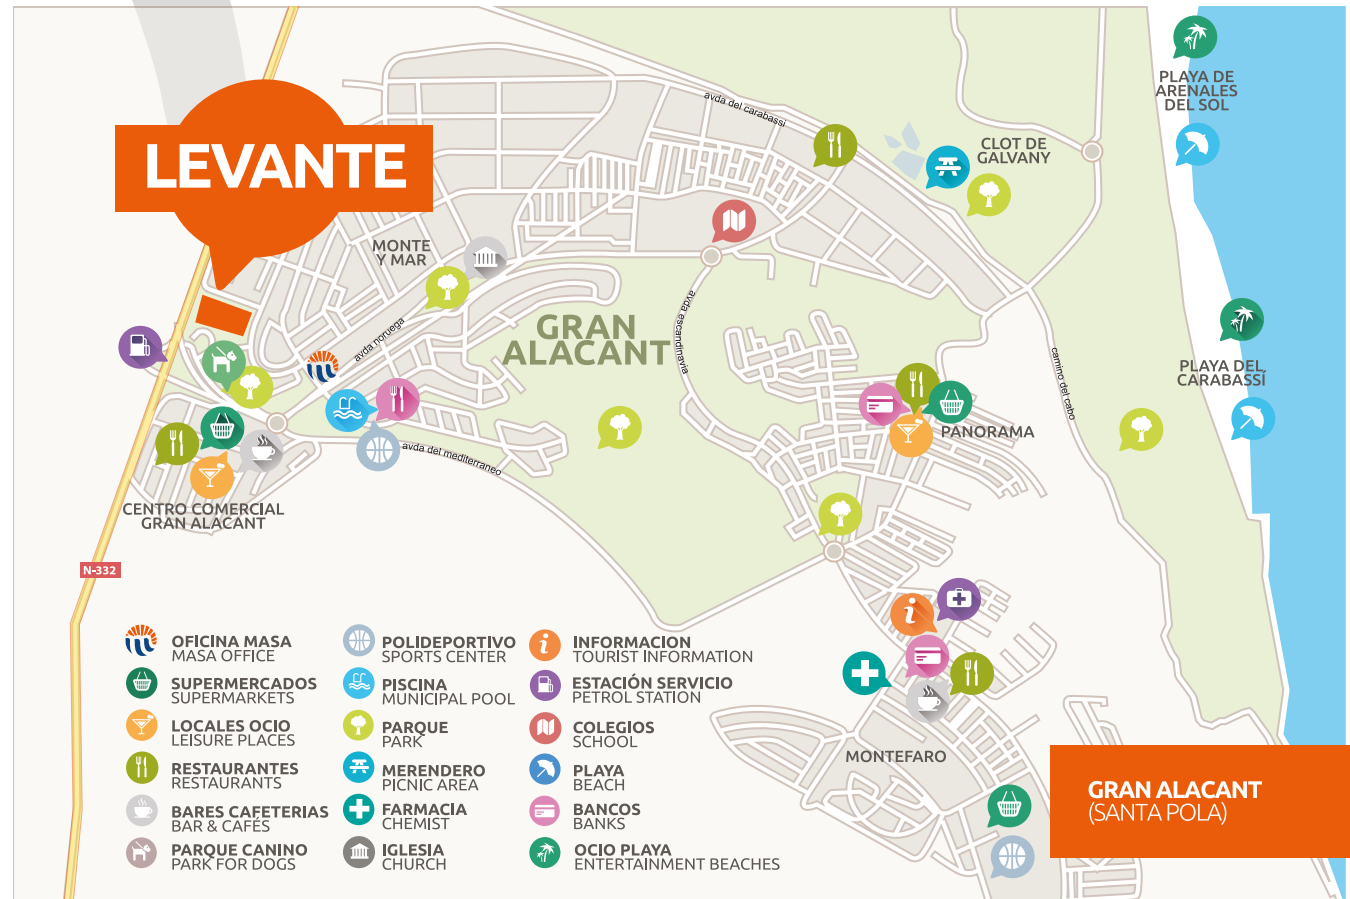 LEVANTE
avda del carabassi
PLAYA DE
ARENALES
DEL SOL
CLOT DE
GALVANY
MONTE
Y MAR
avda noruega
GRAN
ALACANT
avda escandinavia
camino del cabo
PLAYA DEL
CARABASSÍ
PANORAMA
avda del mediterraneo
CENTRO COMERCIAL
GRAN ALACANT
N-332
MONTEFARO
OFICINA MASA
MASA OFFICE
SUPERMERCADOS
SUPERMARKETS
LOCALES OCIO
LEISURE PLACES
RESTAURANTES
RESTAURANTS
BARES CAFETERIAS
BAR & CAFÉS
PARQUE CANINO
PARK FOR DOGS
POLIDEPORTIVO
SPORTS CENTER
PISCINA
MUNICIPAL POOL
PARQUE
PARK
MERENDERO
PICNIC AREA
FARMACIA
CHEMIST
IGLESIA
CHURCH
INFORMACION
TOURIST INFORMATION
ESTACIÓN SERVICIO
PETROL STATION
COLEGIOS
SCHOOL
PLAYA
BEACH
BANCOS
BANKS
OCIO PLAYA
ENTERTAINMENT BEACHES
GRAN ALACANT
(SANTA POLA)